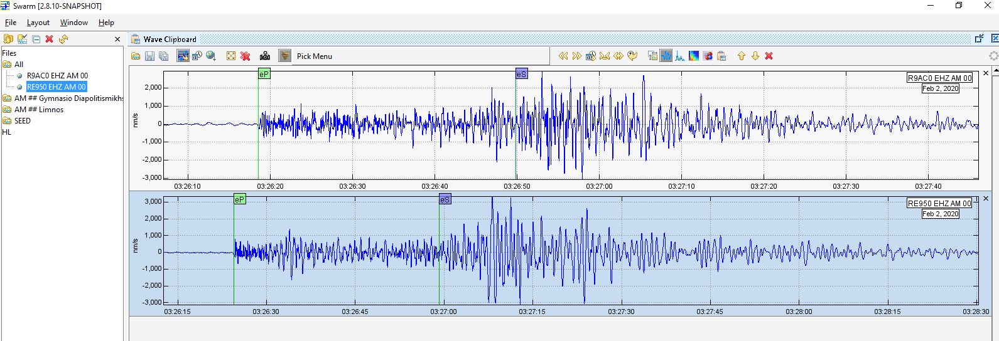 Swarm [2.8.10-SNAPSHOT]
File Layout Window Help
Wave Clipboard
Pick Menu
Files
All
R9AC0 EHZ AM 00
RE950 EHZ AM 00
AM ## Gymnasio Diapolitismikhs
AM ## Limnos
SEED
HL
eP
eS
R9AC0 EHZ AM 00
Feb 2, 2020
2,000
1,000
0
-1,000
-2,000
-3,000
nm/s
03:26:10 03:26:20 03:26:30 03:26:40 03:26:50 03:27:00 03:27:10 03:27:20 03:27:30 03:27:40
eP
eS
RE950 EHZ AM 00
Feb 2, 2020
3,000
2,000
1,000
0
-1,000
-2,000
-3,000
nm/s
03:26:15 03:26:30 03:26:45 03:27:00 03:27:15 03:27:30 03:27:45 03:28:00 03:28:15 03:28:30